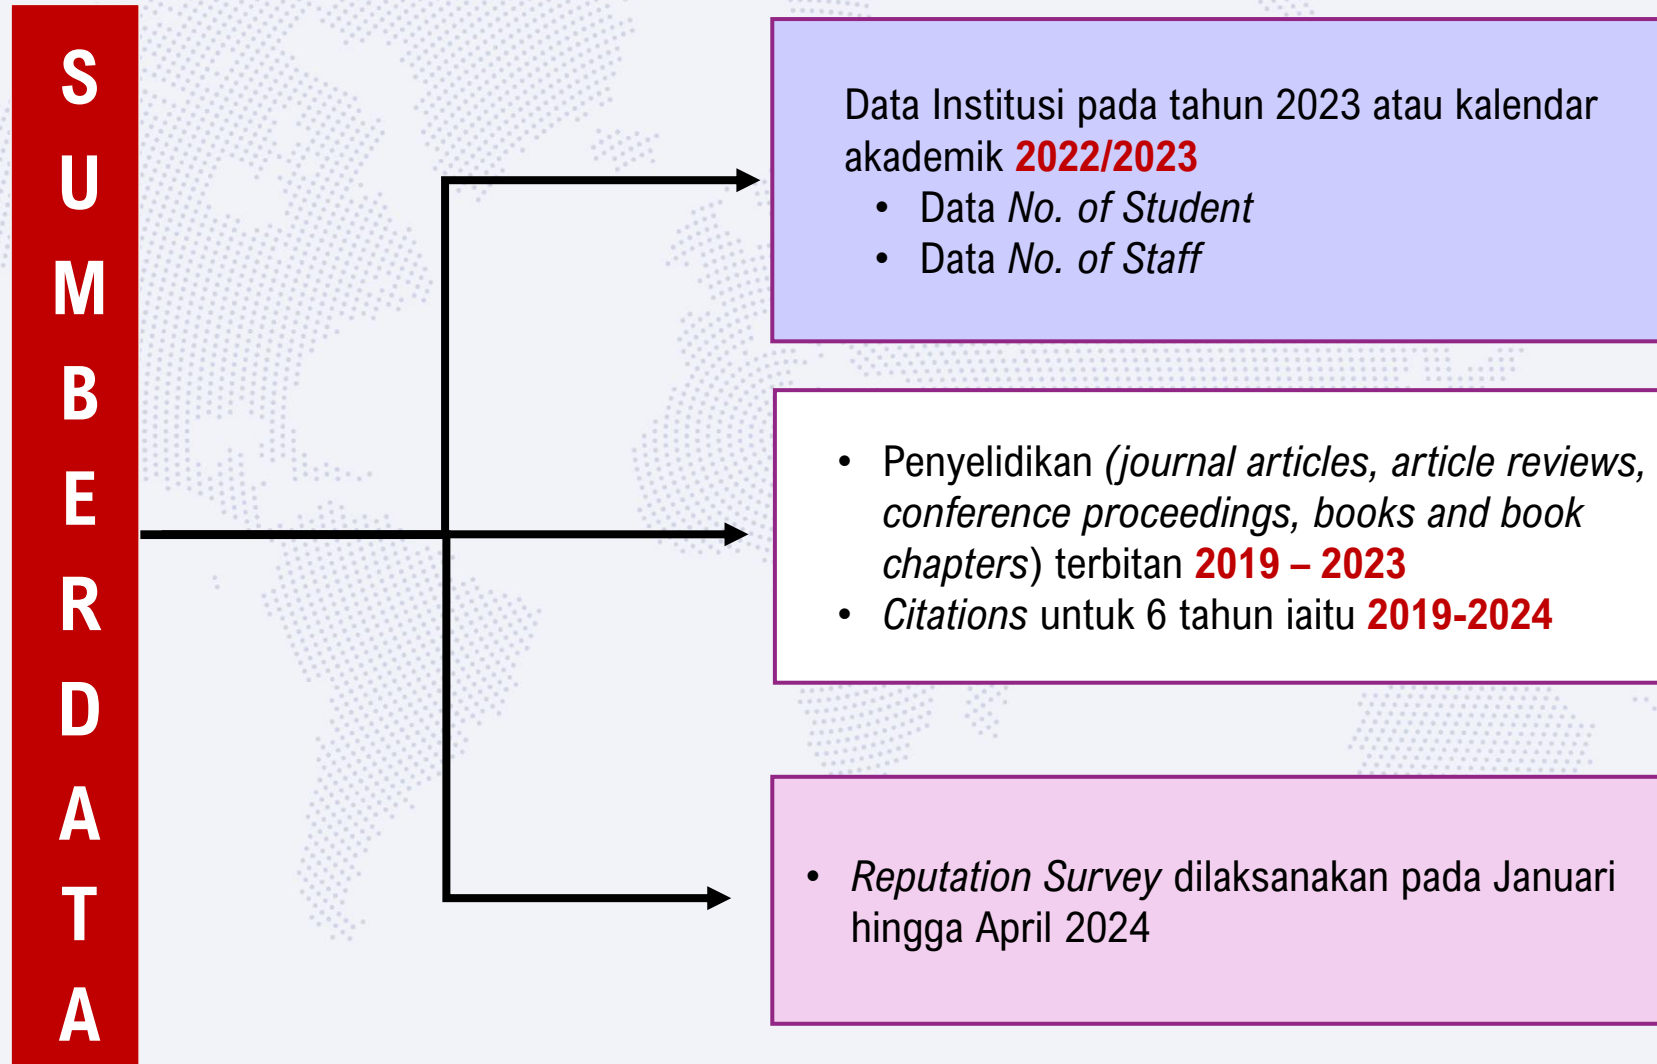 SUMBER DATA
Data Institusi pada tahun 2023 atau kalendar
akademik 2022/2023
• Data No. of Student
• Data No. of Staff
• Penyelidikan (journal articles, article reviews,
conference proceedings, books and book
chapters) terbitan 2019 – 2023
• Citations untuk 6 tahun iaitu 2019-2024
• Reputation Survey dilaksanakan pada Januari
hingga April 2024